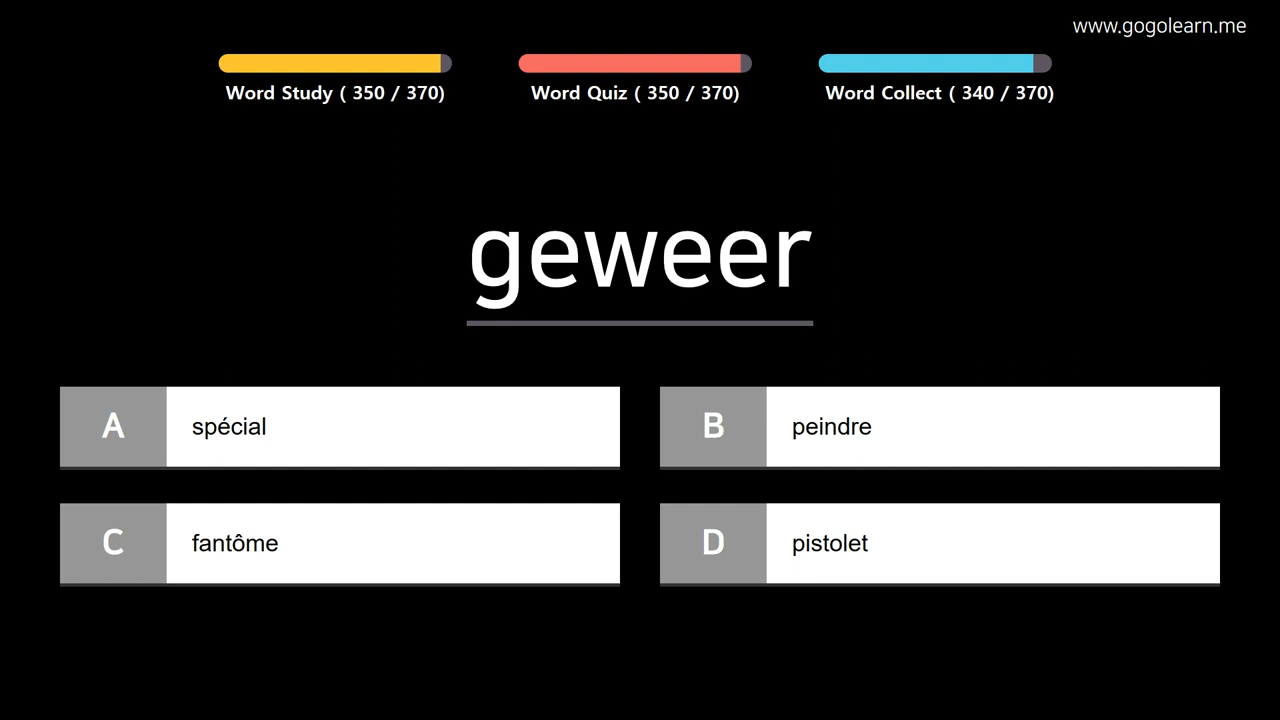 www.gogolearn.me
Word Study ( 350 / 370)
Word Quiz ( 350 / 370)
Word Collect ( 340 / 370)
geweer
A spécial
B peindre
C fantôme
D pistolet